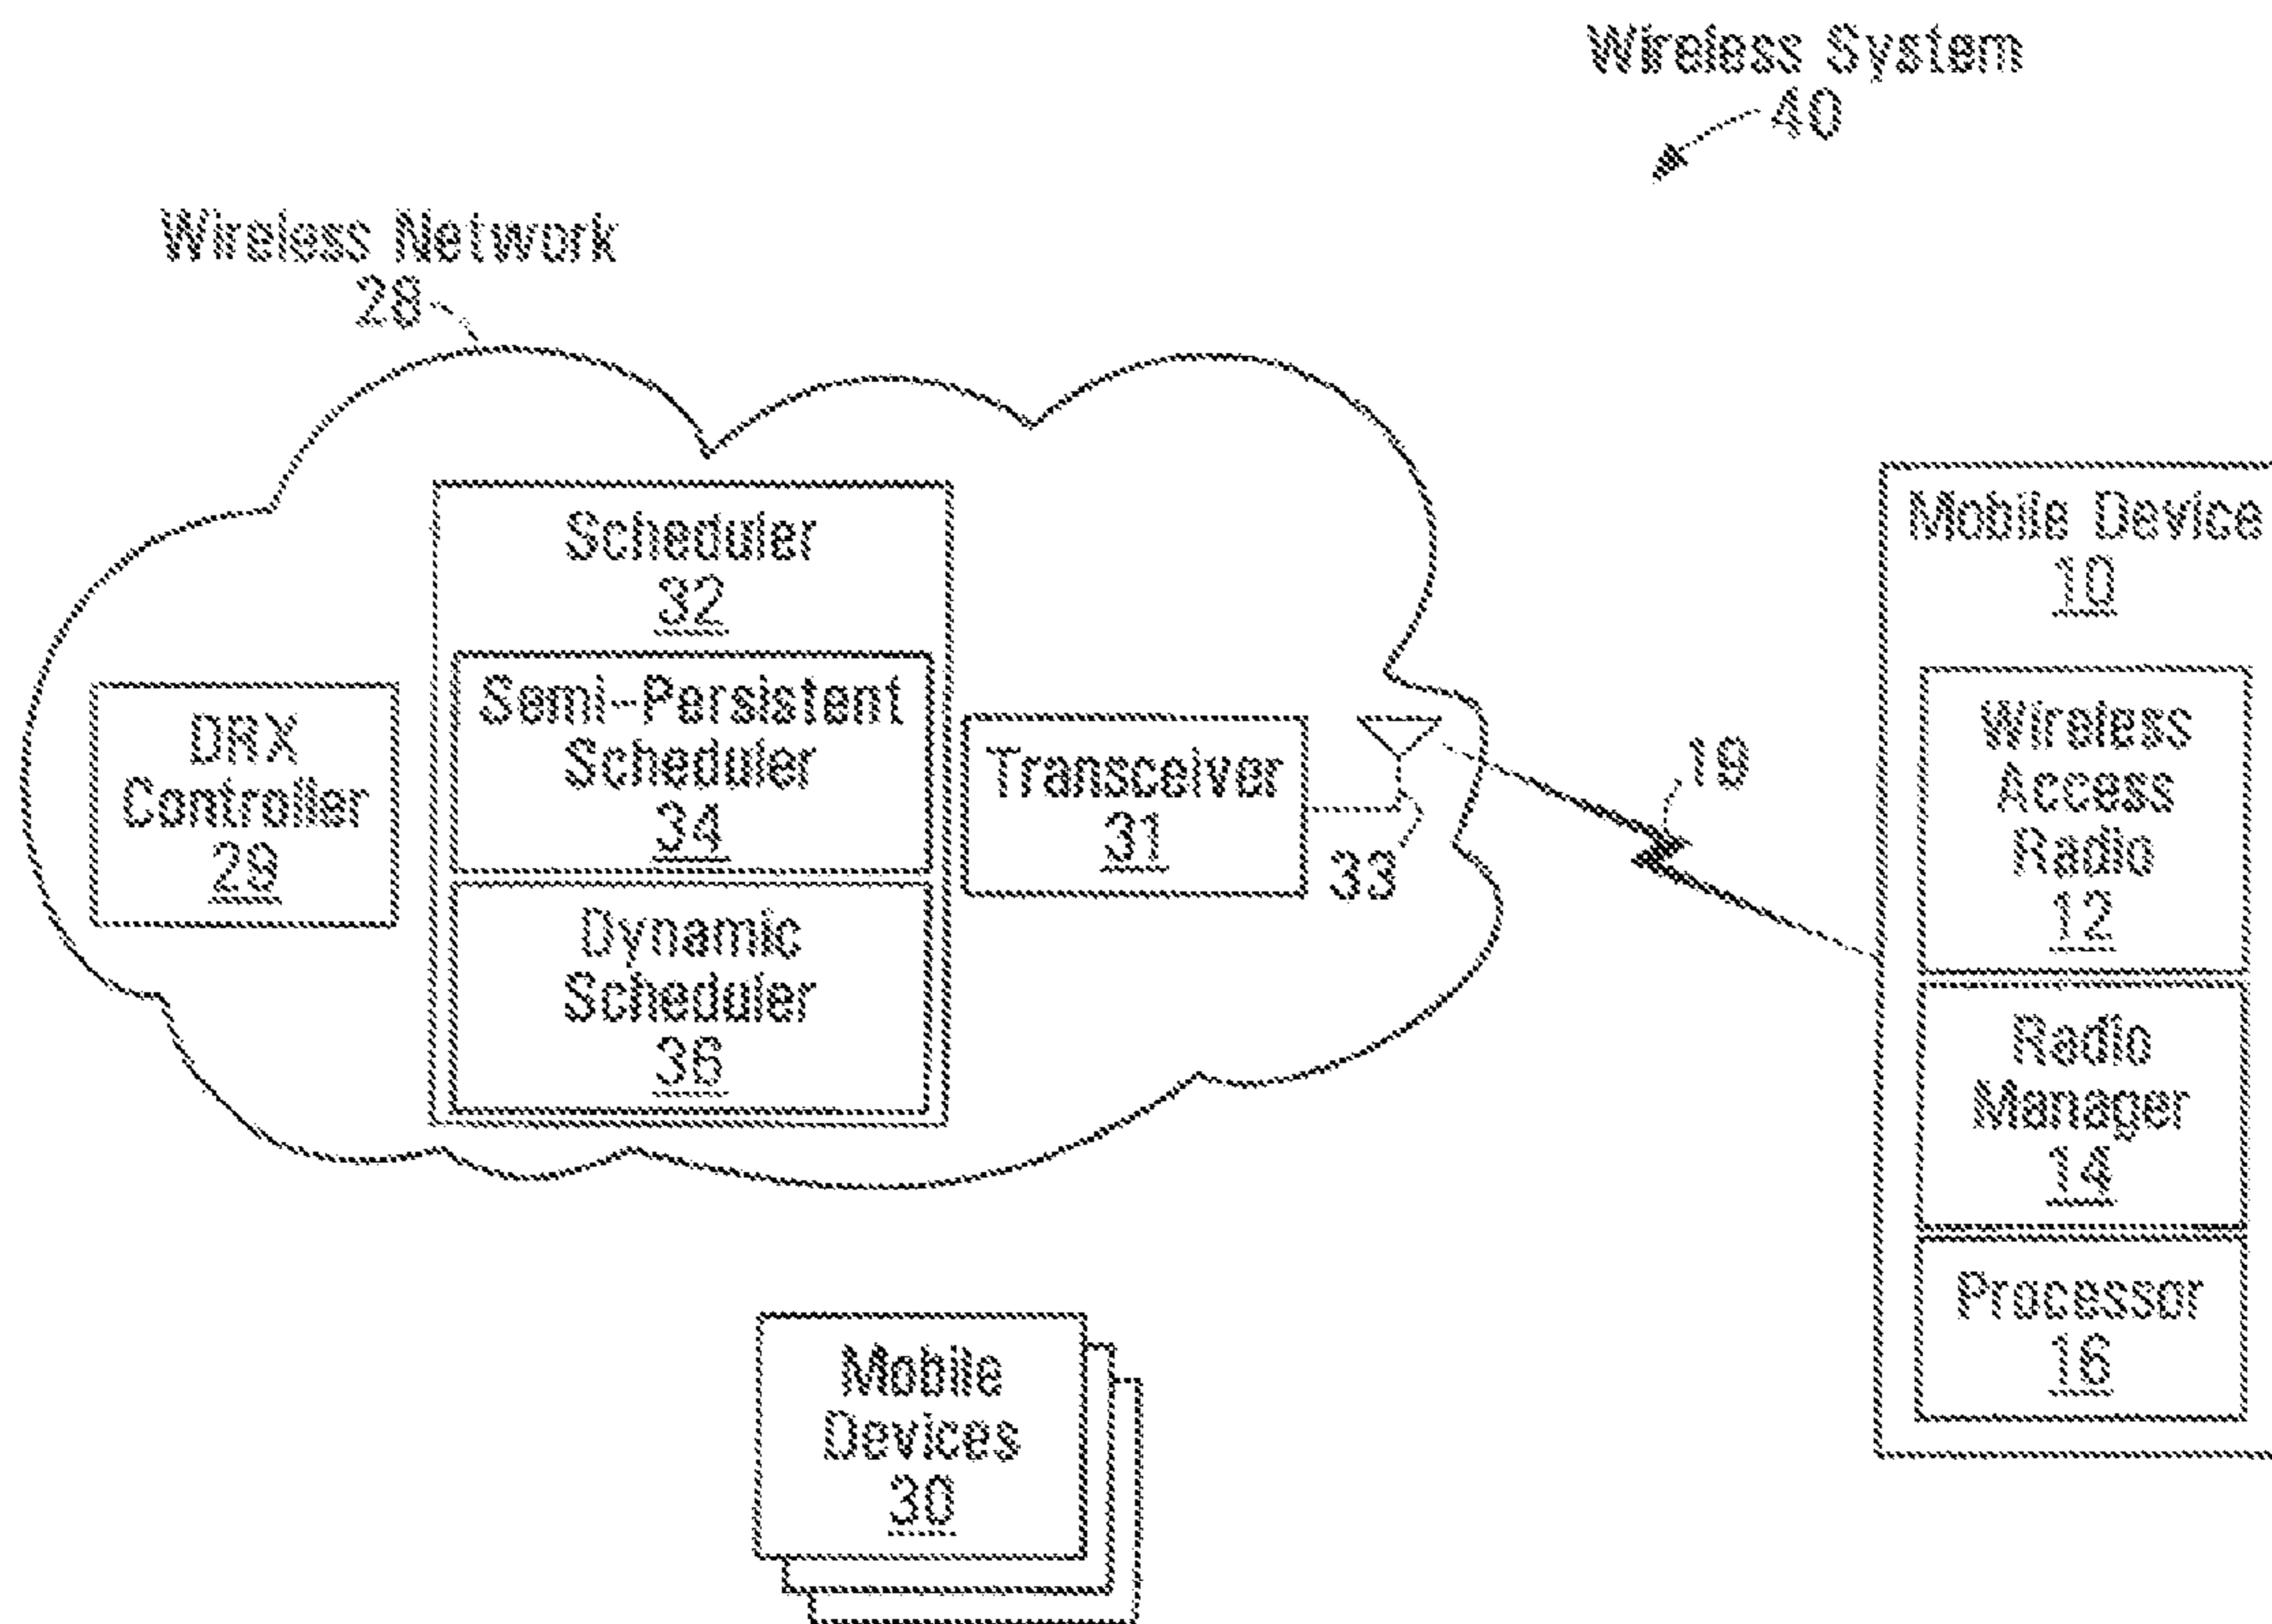 Wireless System
40
Wireless Network
28
Scheduler
32
Semi-Persistent
Scheduler
34
Dynamic
Scheduler
36
DRX
Controller
29
Transceiver
31
33
19
Mobile Device
10
Wireless
Access
Radio
12
Radio
Manager
14
Processor
16
Mobile
Devices
30